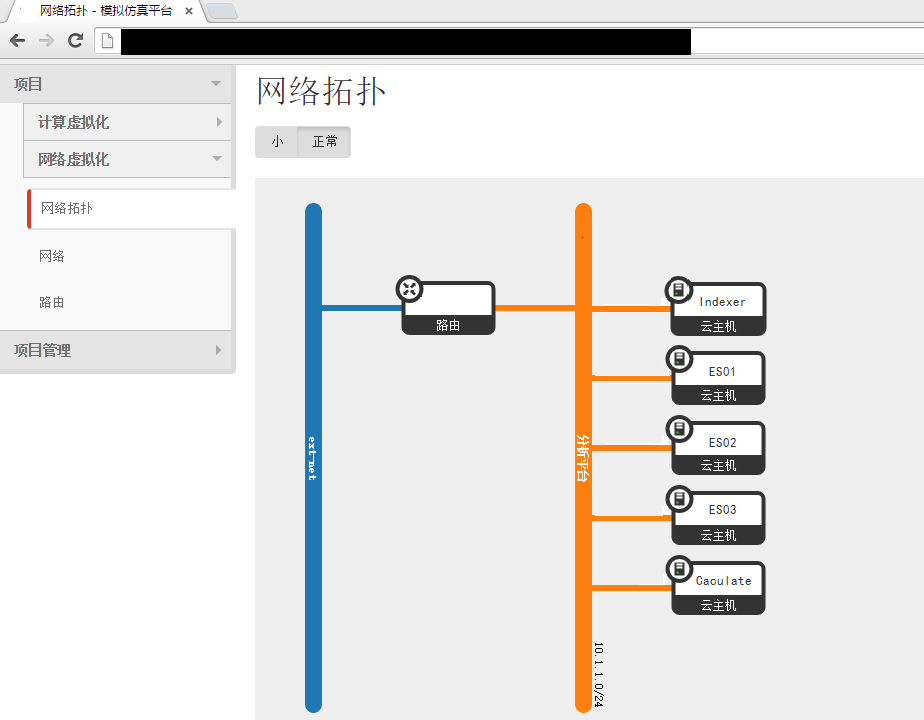 网络拓扑 - 模拟仿真平台
项目
计算虚拟化
网络虚拟化
网络拓扑
网络
路由
项目管理
网络拓扑
小
正常
ext-net
路由
分析平台
10.1.1.0/24
Indexer
云主机
ES01
云主机
ES02
云主机
ES03
云主机
Caculate
云主机